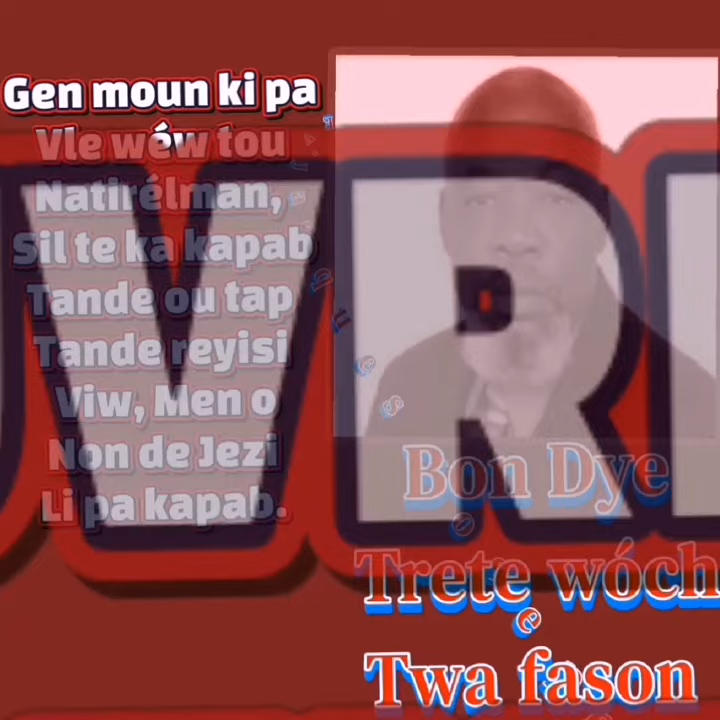 Gen moun ki pa
Vle wéw tou
Natirélman,
Sil te ka kapab
Tande ou tap
Tande reyisi
Viw, Men o
Non de Jezi
Li pa kapab.
VR
Bon Dye
Trete wóch
Twa fason